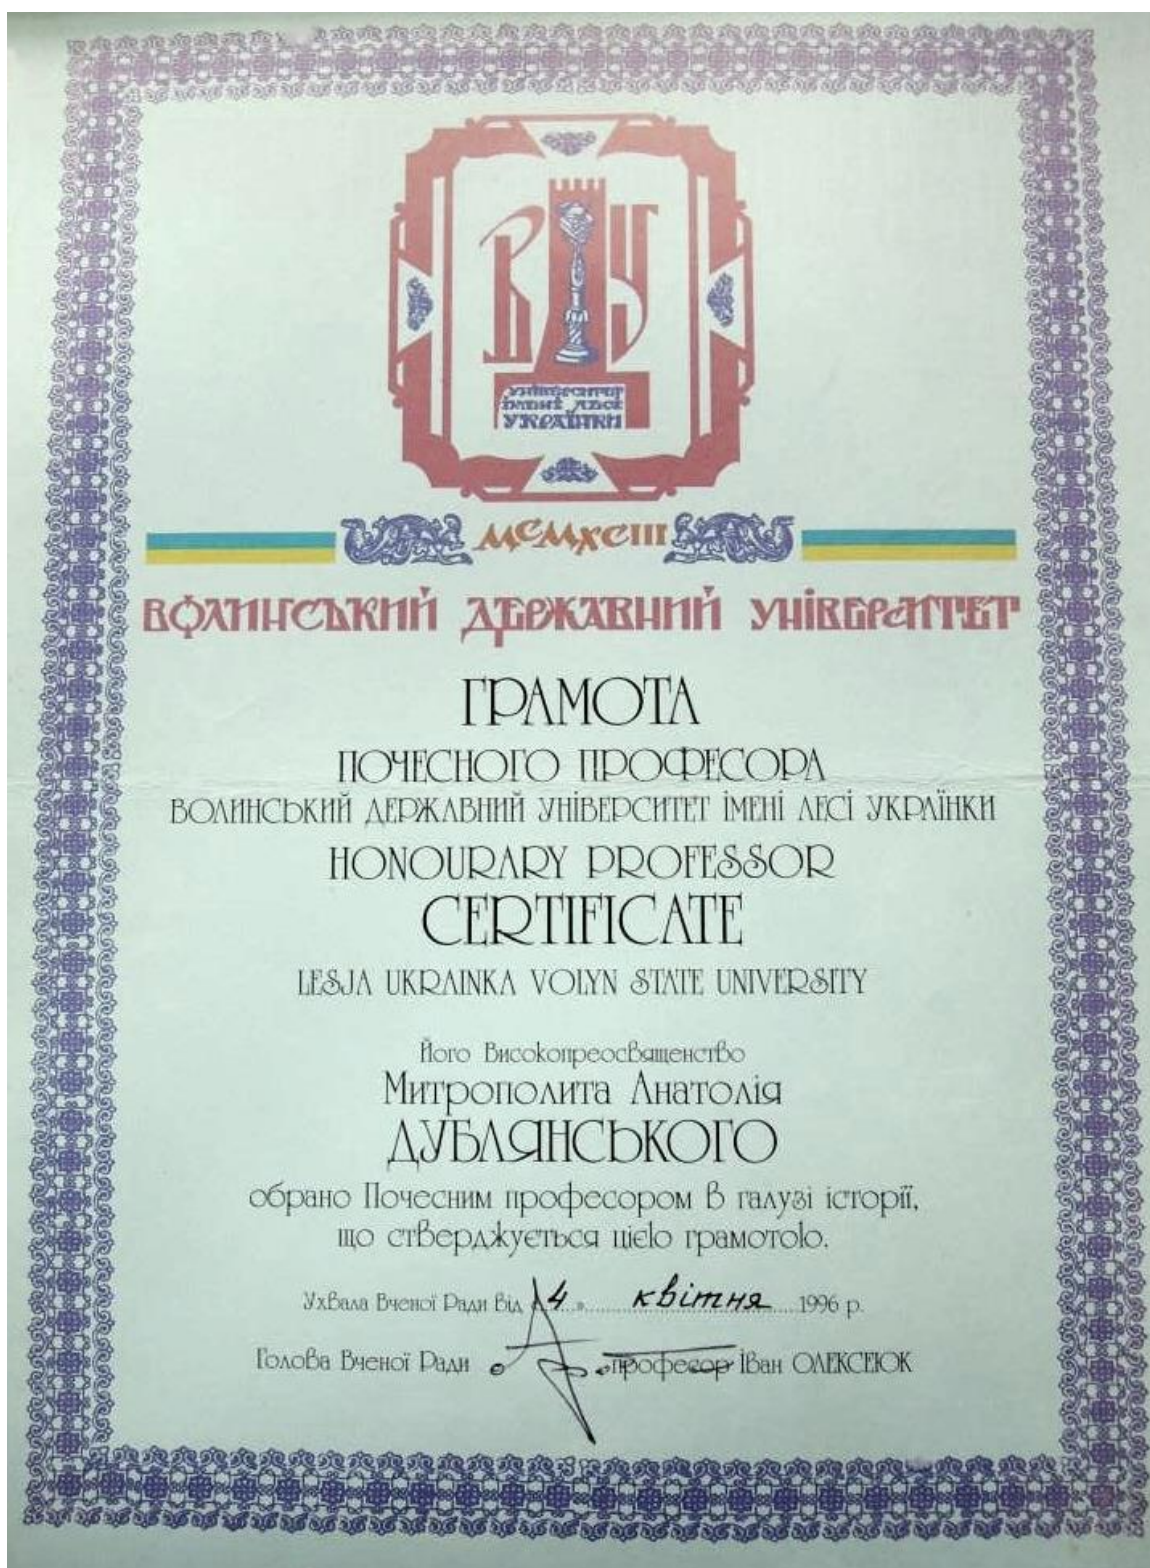 ВУ
УНІВЕРСИТЕТ
ІМЕНІ ЛЕСІ
УКРАЇНКИ
MCMXCIII
ВОЛИНСЬКИЙ ДЕРЖАВНИЙ УНІВЕРСИТЕТ
ГРАМОТА
ПОЧЕСНОГО ПРОФЕСОРА
ВОЛИНСЬКИЙ ДЕРЖАВНИЙ УНІВЕРСИТЕТ ІМЕНІ ЛЕСІ УКРАЇНКИ
HONOURARY PROFESSOR
CERTIFICATE
LESJA UKRAINKA VOLYN STATE UNIVERSITY
Його Високопреосвященство
Митрополита Анатолія
ДУБЛЯНСЬКОГО
обрано Почесним професором в галузі історії,
що стверджується цією грамотою.
Ухвала Вченої Ради від « 4 » квітня 1996 р.
Голова Вченої Ради професор Іван ОЛЕКСЕЮК